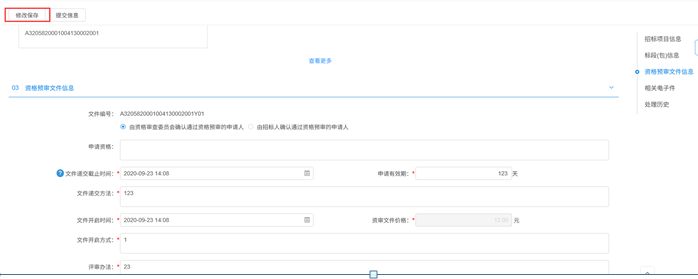 修改保存 提交信息
A3205820001004130002001
查看更多
招标项目信息
标段(包)信息
资格预审文件信息
相关电子件
处理历史
03 资格预审文件信息
文件编号： A3205820001004130002001Y01
由资格审查委员会确认通过资格预审的申请人 由招标人确认通过资格预审的申请人
申请资格：
? 文件递交截止时间：* 2020-09-23 14:08 申请有效期：* 123 天
文件递交方法：* 123
文件开启时间：* 2020-09-23 14:08 资审文件价格：* 元
文件开启方式：* 1
评审办法：* 23